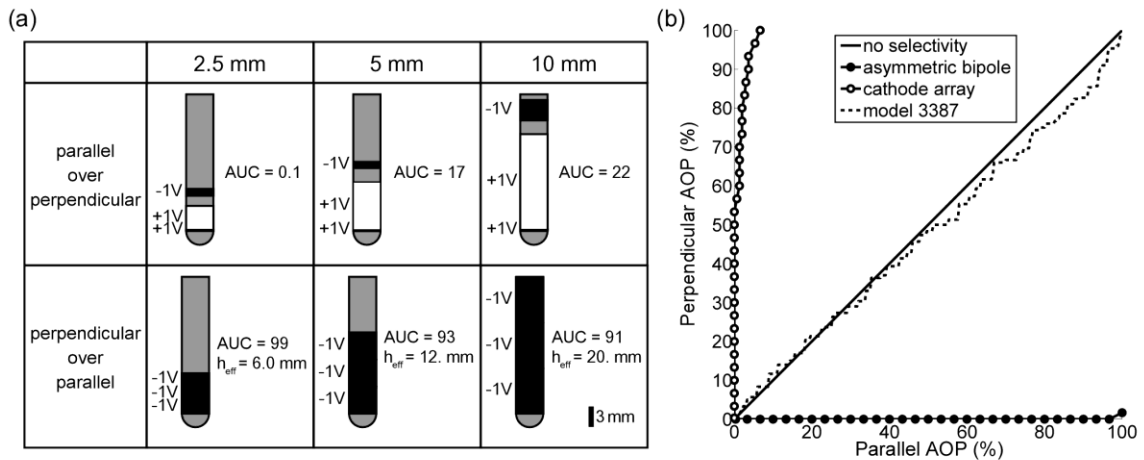 (a)
2.5 mm
5 mm
10 mm
parallel
over
perpendicular
-1V
+1V
+1V
AUC = 0.1
-1V
+1V
+1V
AUC = 17
-1V
+1V
+1V
AUC = 22
perpendicular
over
parallel
-1V
-1V
-1V
AUC = 99
heff = 6.0 mm
-1V
-1V
-1V
AUC = 93
heff = 12. mm
-1V
-1V
-1V
AUC = 91
heff = 20. mm
3 mm
(b)
Perpendicular AOP (%)
100
90
80
70
60
50
40
30
20
10
0
0 20 40 60 80 100
Parallel AOP (%)
no selectivity
asymmetric bipole
cathode array
model 3387